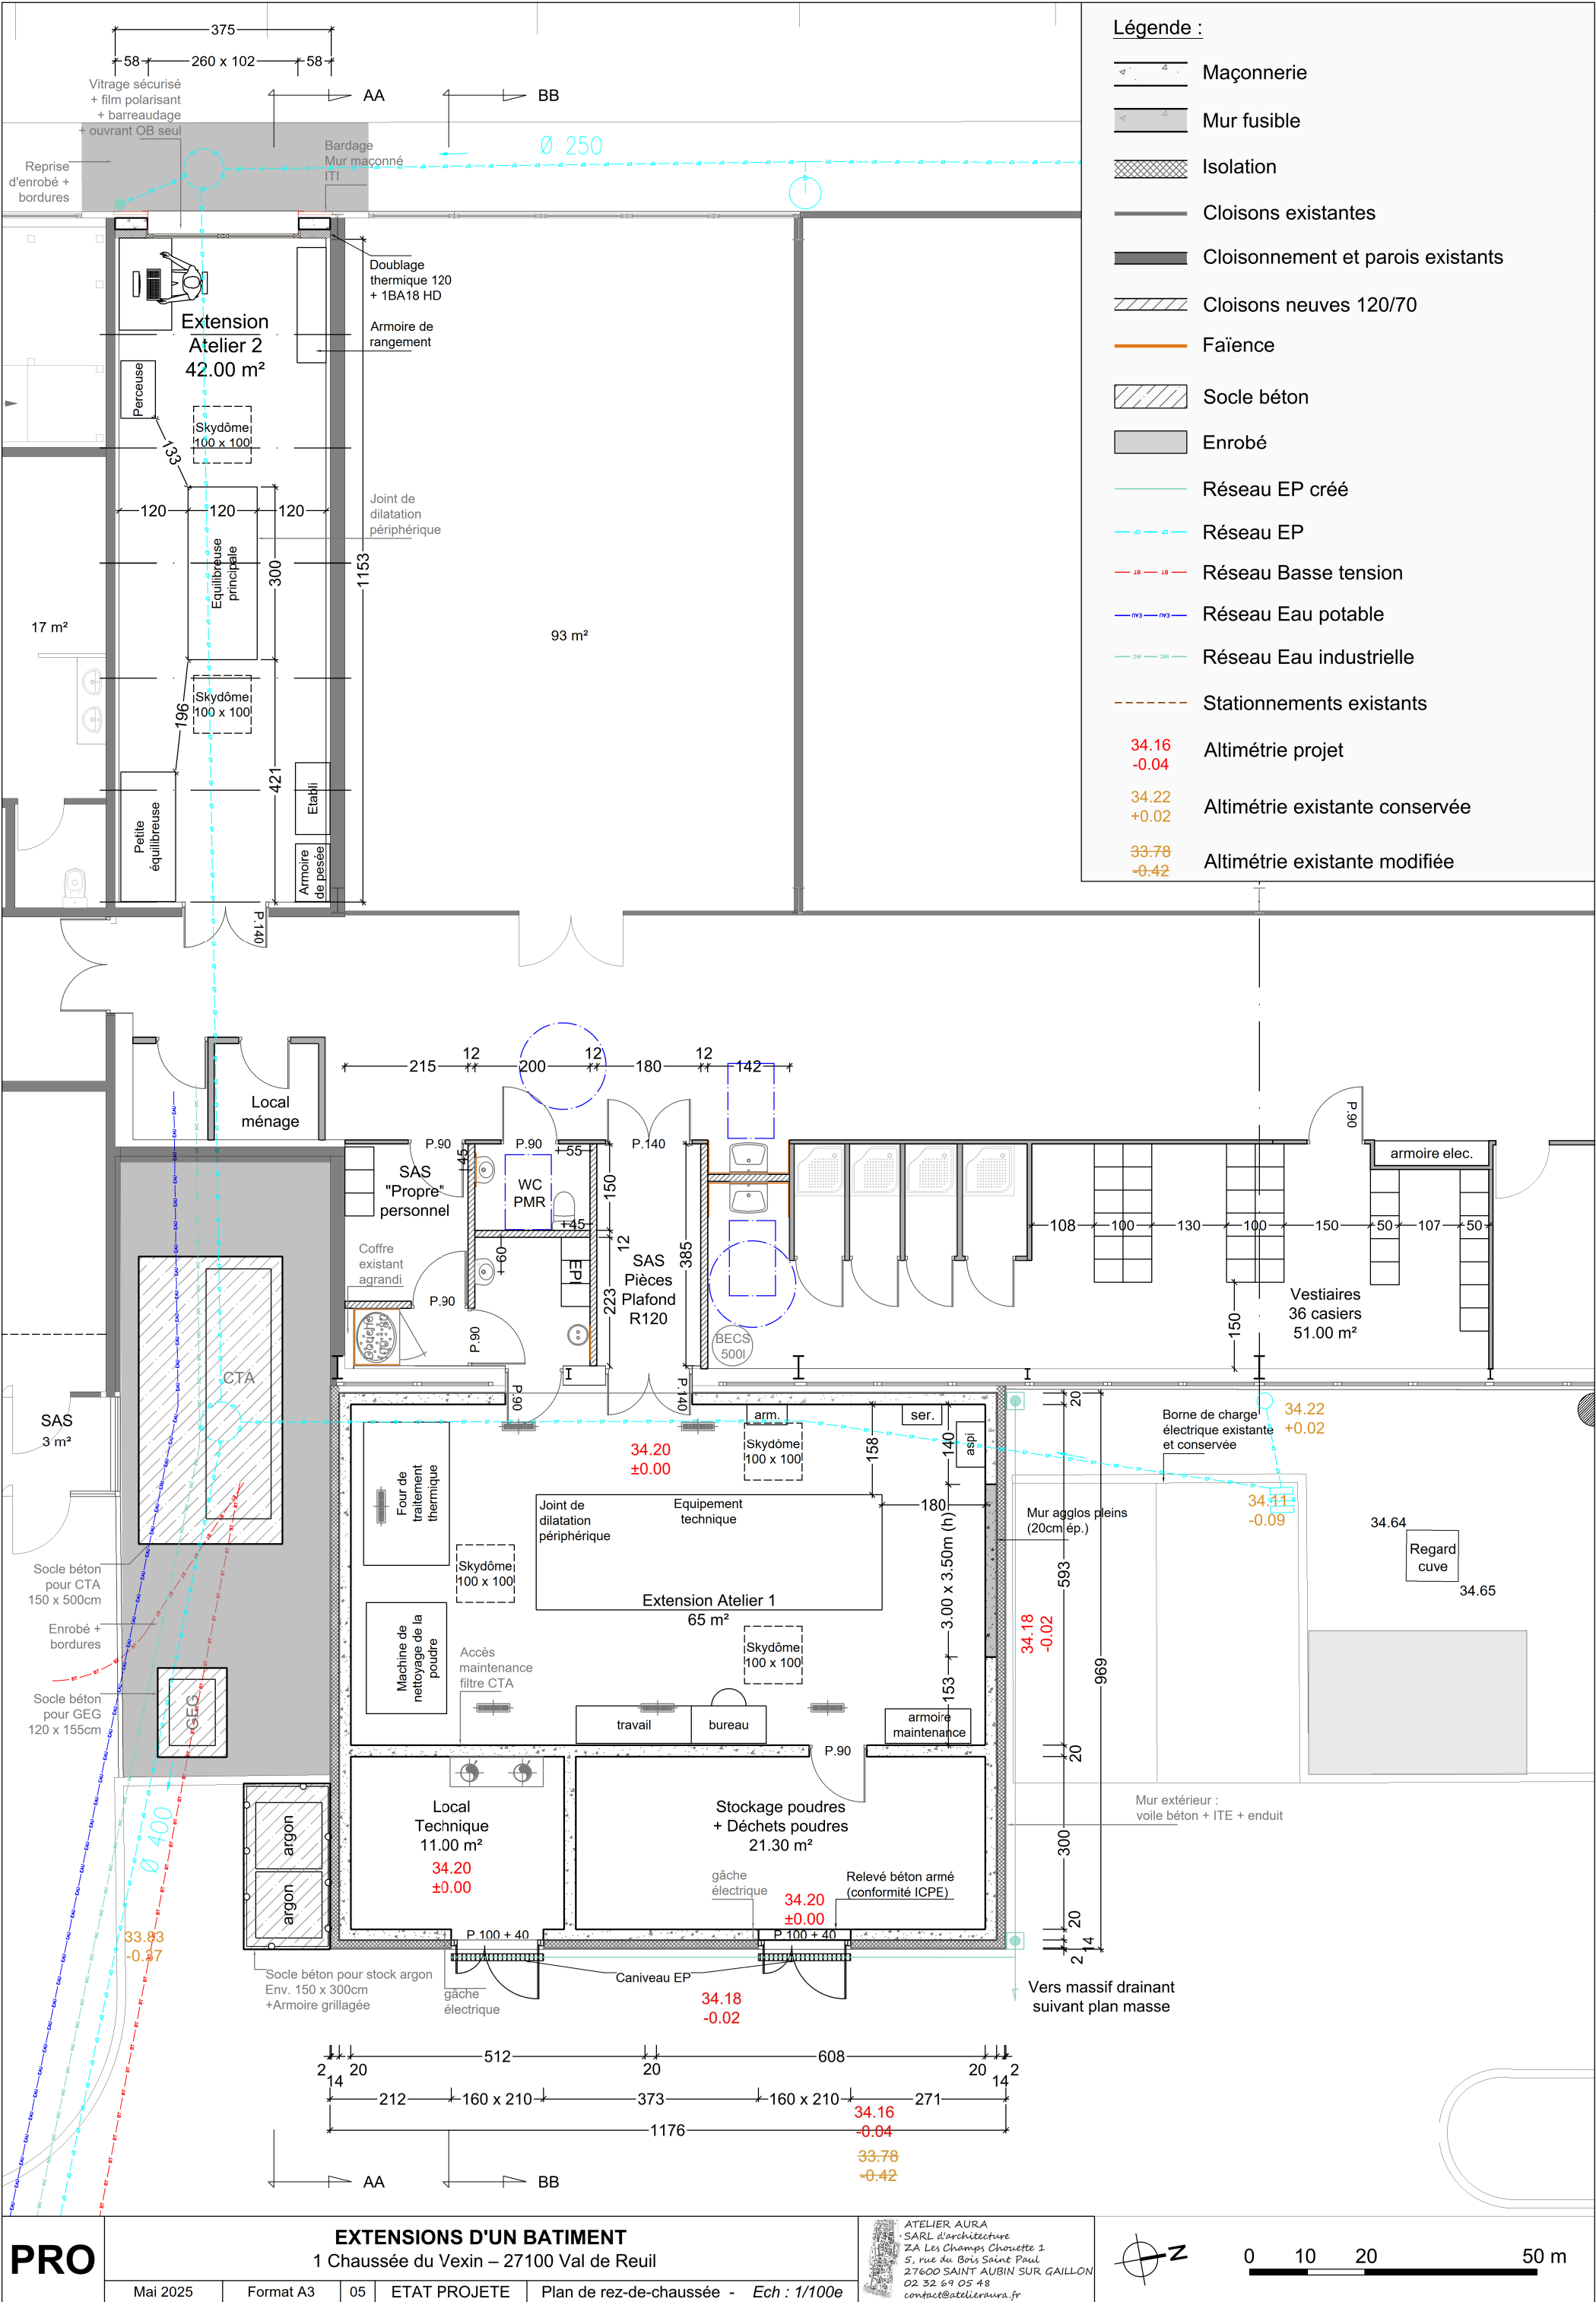 375
58
260 x 102
58
Vitrage sécurisé
+ film polarisant
+ barreaudage
+ ouvrant OB seul
AA
BB
Reprise
d'enrobé +
bordures
Bardage
Mur maçonné
ITI
Ø 250
Doublage
thermique 120
+ 1BA18 HD
Armoire de
rangement
Extension
Atelier 2
42.00 m²
Perceuse
Skydôme
100 x 100
133
Joint de
dilatation
périphérique
120
120
120
Equilibreuse
principale
300
1153
17 m²
93 m²
Skydôme
100 x 100
196
421
Petite
équilibreuse
Etabli
Armoire
de pesée
P.140
Légende :
Maçonnerie
Mur fusible
Isolation
Cloisons existantes
Cloisonnement et parois existants
Cloisons neuves 120/70
Faïence
Socle béton
Enrobé
Réseau EP créé
Réseau EP
Réseau Basse tension
Réseau Eau potable
Réseau Eau industrielle
Stationnements existants
34.16
-0.04
Altimétrie projet
34.22
+0.02
Altimétrie existante conservée
33.78
-0.42
Altimétrie existante modifiée
Local
ménage
215
12
200
12
180
12
142
P.90
P.90
P.140
P.90
45
55
SAS
"Propre"
personnel
WC
PMR
150
45
12
60
EPI
223
385
SAS
Pièces
Plafond
R120
Coffre
existant
agrandi
P.90
P.90
douche
BECS
500l
armoire elec.
108
100
130
100
150
50
107
50
Vestiaires
36 casiers
51.00 m²
150
P.90
P.140
CTA
SAS
3 m²
arm.
ser.
aspi
34.20
±0.00
Skydôme
100 x 100
158
140
20
Borne de charge
électrique existante
et conservée
34.22
+0.02
Four de
traitement
thermique
Joint de
dilatation
périphérique
Equipement
technique
180
Mur agglos pleins
(20cm ép.)
34.11
-0.09
34.64
Regard
cuve
34.65
Skydôme
100 x 100
3.00 x 3.50m (h)
593
Extension Atelier 1
65 m²
34.18
-0.02
969
Socle béton
pour CTA
150 x 500cm
Enrobé +
bordures
Machine de
nettoyage de la
poudre
Accès
maintenance
filtre CTA
Skydôme
100 x 100
153
Socle béton
pour GEG
120 x 155cm
GEG
travail
bureau
armoire
maintenance
P.90
20
Local
Technique
11.00 m²
34.20
±0.00
Stockage poudres
+ Déchets poudres
21.30 m²
Mur extérieur :
voile béton + ITE + enduit
300
argon
argon
Ø 400
gâche
électrique
34.20
±0.00
Relevé béton armé
(conformité ICPE)
20
14
2
33.83
-0.37
P.100 + 40
P.100 + 40
Socle béton pour stock argon
Env. 150 x 300cm
+Armoire grillagée
gâche
électrique
Caniveau EP
34.18
-0.02
Vers massif drainant
suivant plan masse
2
14
20
512
20
608
20
14
2
212
160 x 210
373
160 x 210
271
34.16
-0.04
1176
33.78
-0.42
AA
BB
PRO
EXTENSIONS D'UN BATIMENT
1 Chaussée du Vexin – 27100 Val de Reuil
Mai 2025
Format A3
05
ETAT PROJETE
Plan de rez-de-chaussée - Ech : 1/100e
ATELIER AURA
SARL d'architecture
ZA Les Champs Chouette 1
5, rue du Bois Saint Paul
27600 SAINT AUBIN SUR GAILLON
02 32 69 05 48
contact@atelieraura.fr
N
0
10
20
50 m